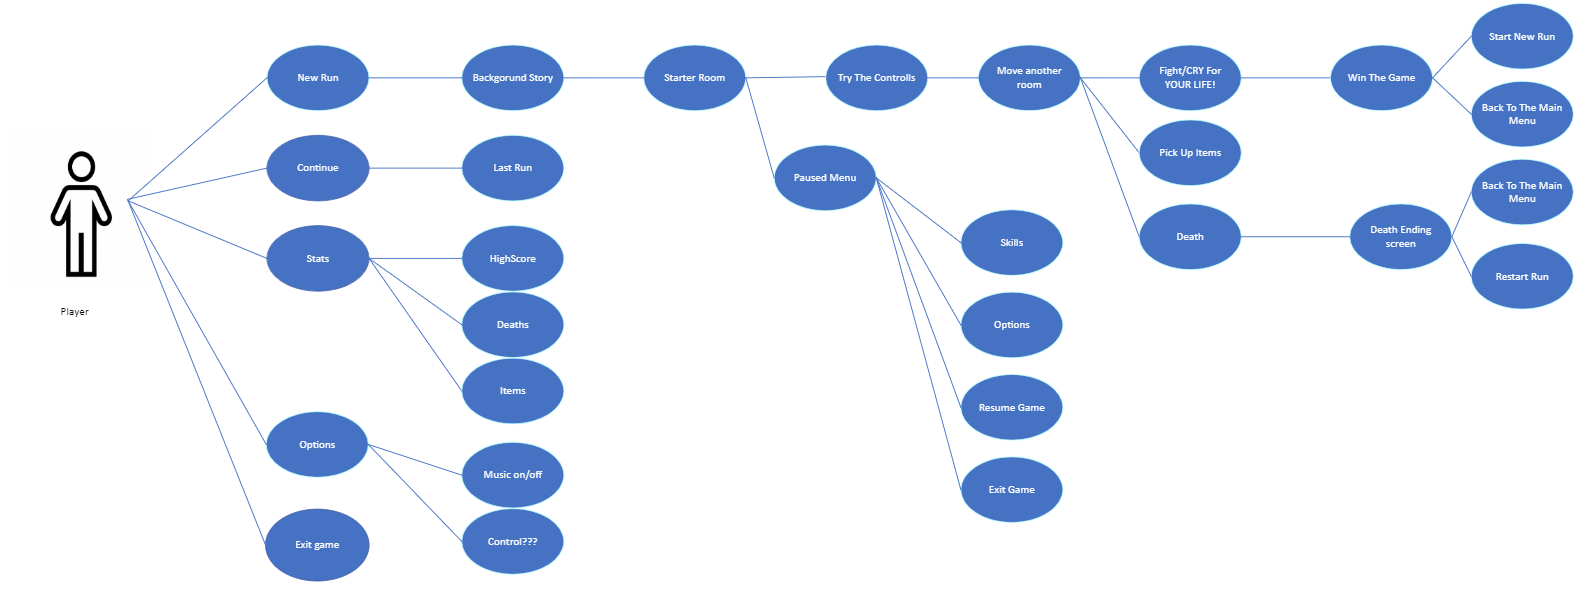 Player
New Run
Continue
Stats
Options
Exit game
Backgorund Story
Last Run
HighScore
Deaths
Items
Music on/off
Control???
Starter Room
Try The Controlls
Paused Menu
Skills
Options
Resume Game
Exit Game
Move another
room
Fight/CRY For
YOUR LIFE!
Pick Up Items
Death
Win The Game
Death Ending
screen
Start New Run
Back To The Main
Menu
Back To The Main
Menu
Restart Run